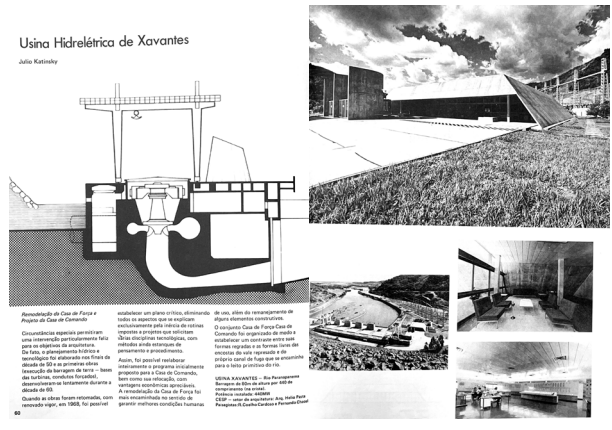 Usina Hidrelétrica de Xavantes
Julio Katinsky
Remodelação da Casa de Força e
Projeto da Casa de Comando
Circunstâncias especiais permitiram
uma intervenção particularmente feliz
para os objetivos da arquitetura.
De fato, o planejamento hídrico e
tecnológico foi elaborado nos finais da
década de 50 e as primeiras obras
(execução da barragem de terra — bases
das turbinas, condutos forçados),
desenvolveram-se lentamente durante a
década de 60.
Quando as obras foram retomadas, com
renovado vigor, em 1968, foi possível
60
estabelecer um plano crítico, eliminando
todos os aspectos que se explicam
exclusivamente pela inércia de rotinas
impostas a projetos que solicitam
várias disciplinas tecnológicas, com
métodos ainda estanques de
pensamento e procedimento.
Assim, foi possível reelaborar
inteiramente o programa inicialmente
proposto para a Casa de Comando,
bem como sua relocação, com
vantagens econômicas apreciáveis.
A remodelação da Casa de Força foi
mais encaminhada no sentido de
garantir melhores condições humanas
de uso, além do remanejamento de
alguns elementos construtivos.
O conjunto Casa de Força-Casa de
Comando foi organizado de modo a
estabelecer um contraste entre suas
formas regradas e as formas livres das
encostas do vale represado e do
próprio canal de fuga que se encaminha
para o leito primitivo do rio.
USINA XAVANTES — Rio Paranapanema
Barragem de 80m de altura por 440 de
comprimento (na crista).
Potência instalada: 440MW
CESP — setor de arquitetura: Arq. Helio Pasta
Paisagistas: R. Coelho Cardozo e Fernando Chacel